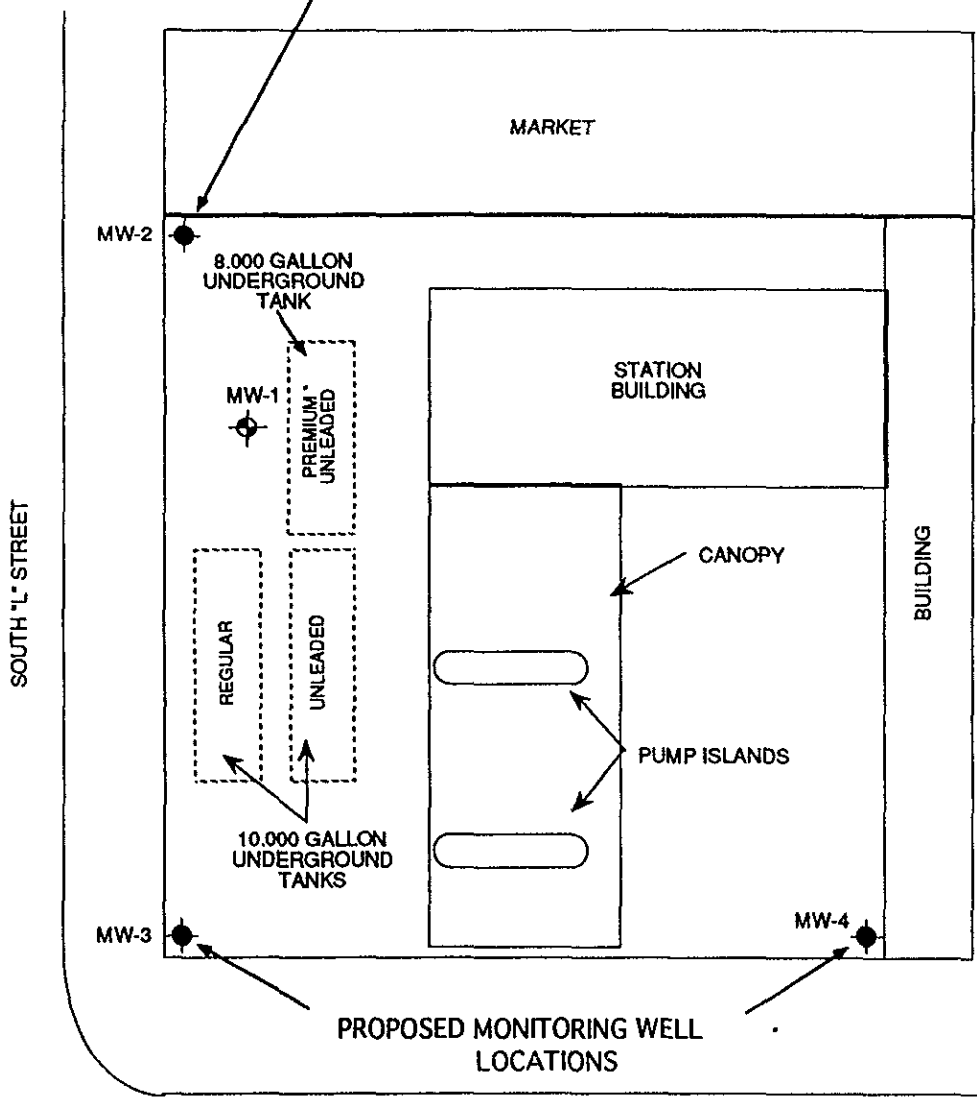 MARKET
MW-2
8.000 GALLON
UNDERGROUND
TANK
MW-1
PREMIUM
UNLEADED
STATION
BUILDING
SOUTH "L" STREET
CANOPY
BUILDING
REGULAR
UNLEADED
PUMP ISLANDS
10.000 GALLON
UNDERGROUND
TANKS
MW-3
MW-4
PROPOSED MONITORING WELL
LOCATIONS